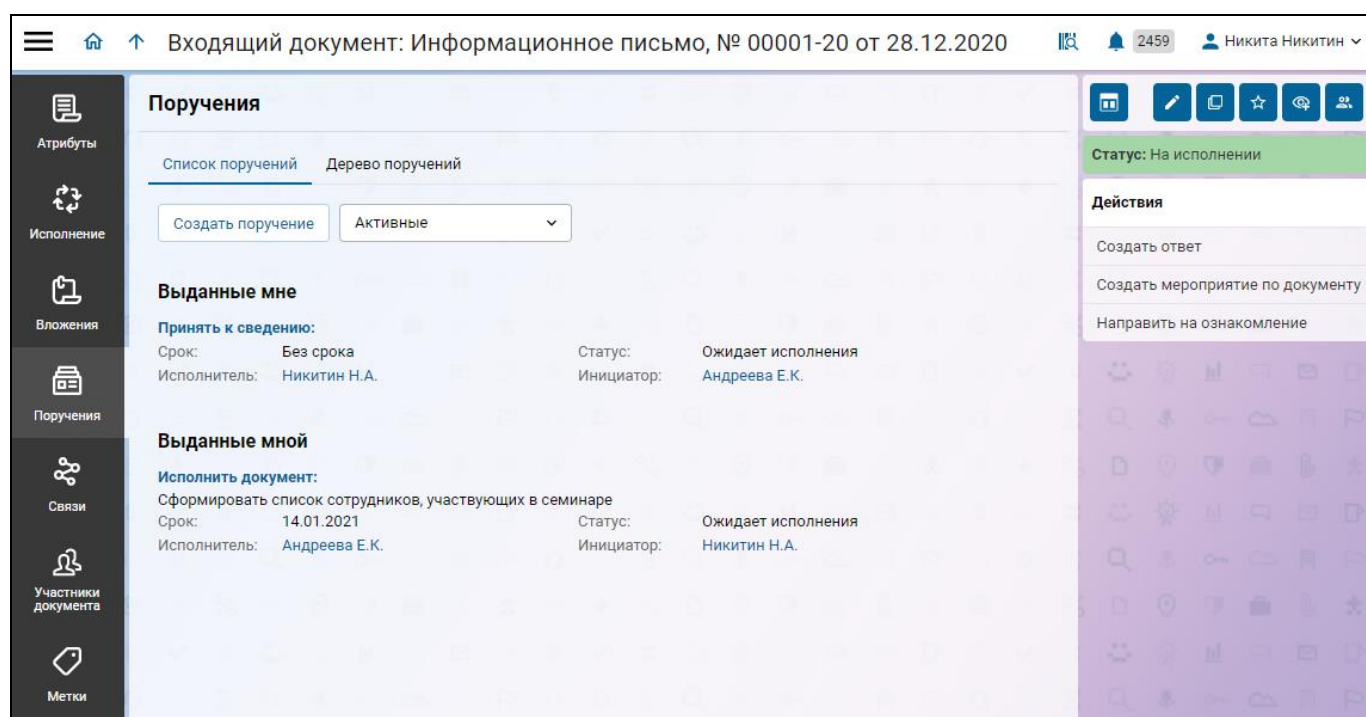 Входящий документ: Информационное письмо, № 00001-20 от 28.12.2020
2459
Никита Никитин
Атрибуты
Исполнение
Вложения
Поручения
Связи
Участники
документа
Метки
Поручения
Список поручений Дерево поручений
Создать поручение Активные
Выданные мне
Принять к сведению:
Срок: Без срока Статус: Ожидает исполнения
Исполнитель: Никитин Н.А. Инициатор: Андреева Е.К.
Выданные мной
Исполнить документ:
Сформировать список сотрудников, участвующих в семинаре
Срок: 14.01.2021 Статус: Ожидает исполнения
Исполнитель: Андреева Е.К. Инициатор: Никитин Н.А.
Статус: На исполнении
Действия
Создать ответ
Создать мероприятие по документу
Направить на ознакомление